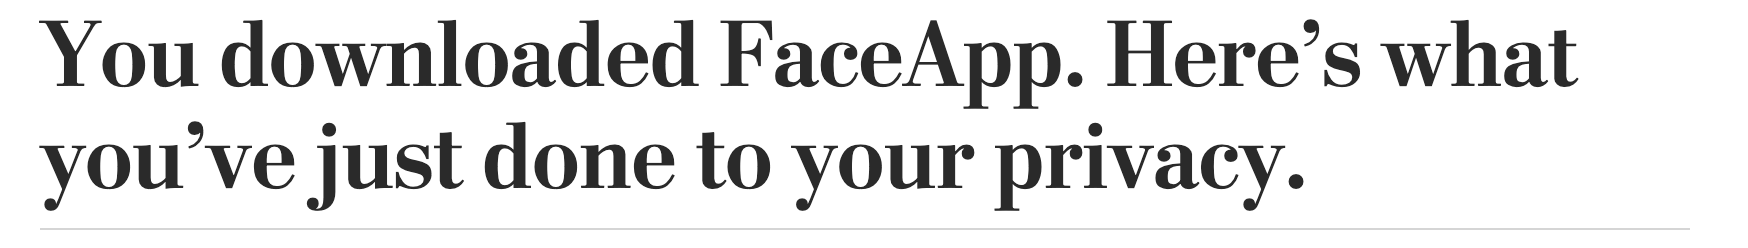 You downloaded FaceApp. Here’s what
you’ve just done to your privacy.